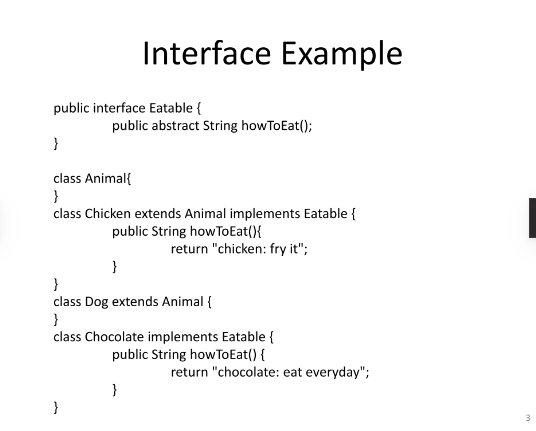 Interface Example
public interface Eatable {
public abstract String howToEat();
}
class Animal{
}
class Chicken extends Animal implements Eatable {
public String howToEat(){
return "chicken: fry it";
}
}
class Dog extends Animal {
}
class Chocolate implements Eatable {
public String howToEat() {
return "chocolate: eat everyday";
}
}
3